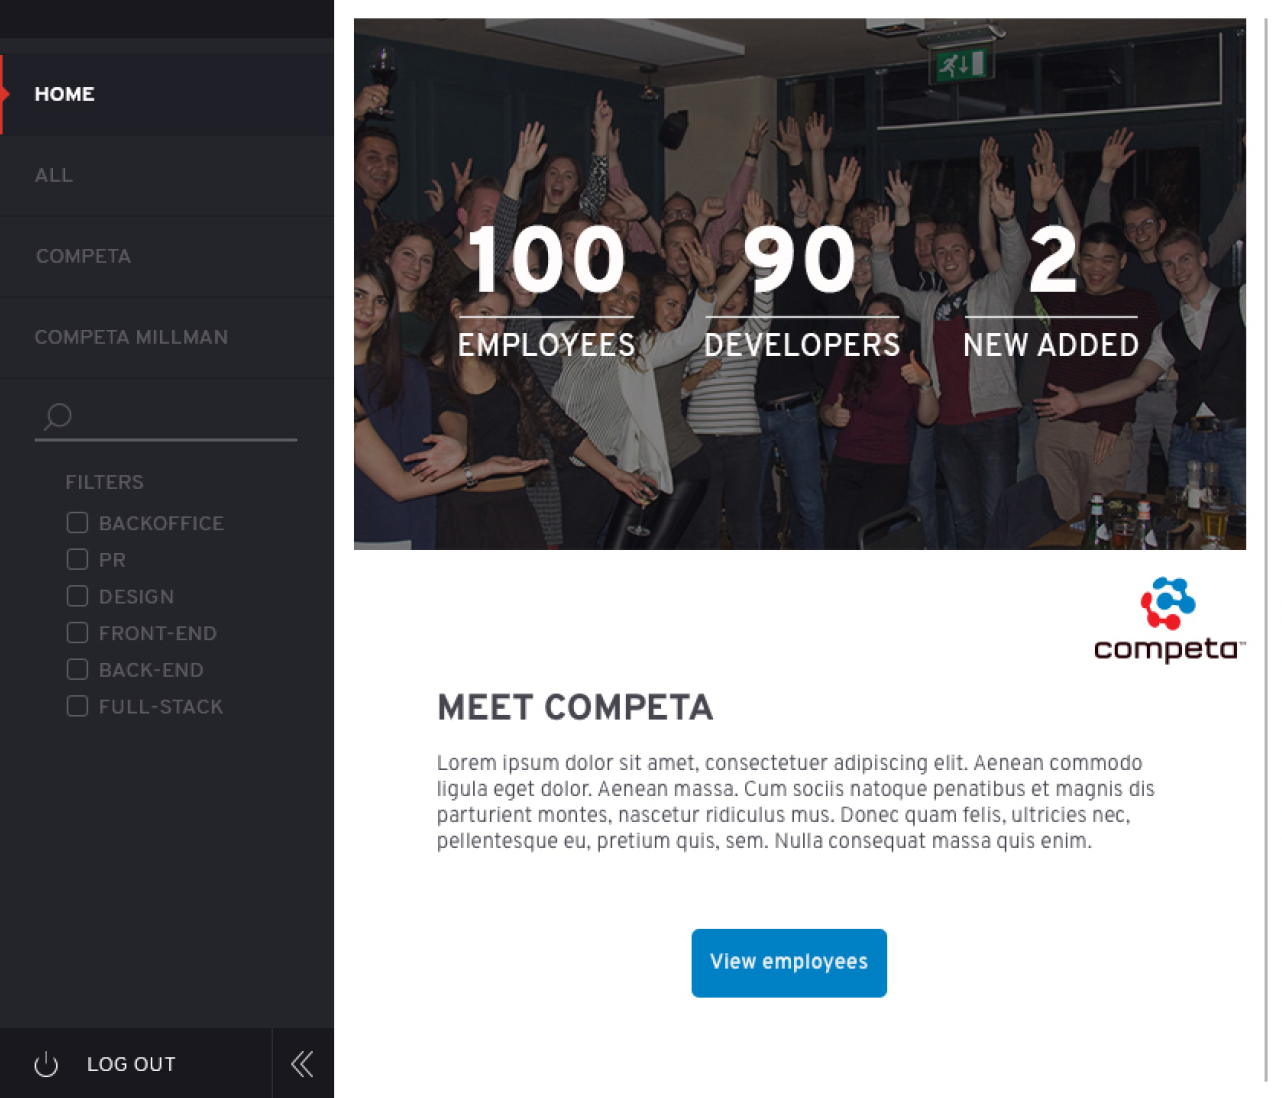 HOME
ALL
COMPETA
COMPETA MILLMAN
FILTERS
BACKOFFICE
PR
DESIGN
FRONT-END
BACK-END
FULL-STACK
LOG OUT
100
EMPLOYEES
90
DEVELOPERS
2
NEW ADDED
competa™
MEET COMPETA
Lorem ipsum dolor sit amet, consectetuer adipiscing elit. Aenean commodo
ligula eget dolor. Aenean massa. Cum sociis natoque penatibus et magnis dis
parturient montes, nascetur ridiculus mus. Donec quam felis, ultricies nec,
pellentesque eu, pretium quis, sem. Nulla consequat massa quis enim.
View employees